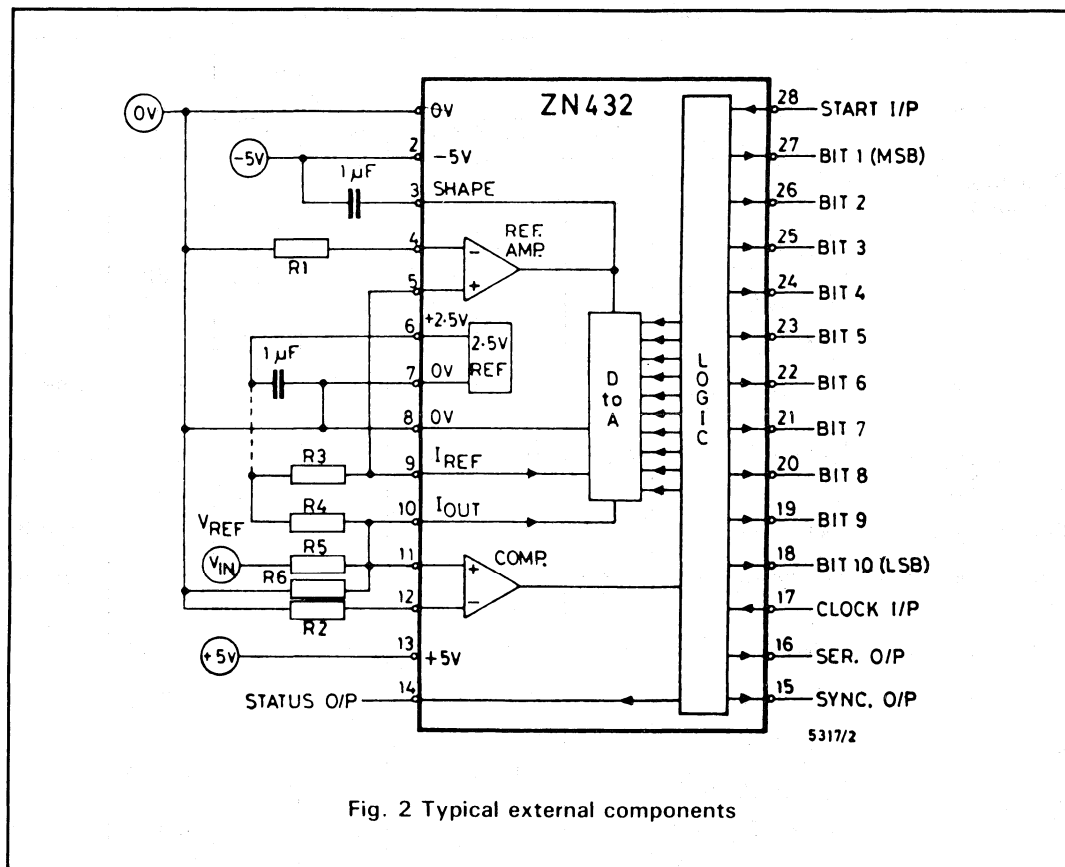 ZN432
0V
0V
28
START I/P
-5V
2
-5V
27
BIT 1 (MSB)
1µF
3
SHAPE
26
BIT 2
R1
4
-
REF.
AMP.
25
BIT 3
5
+
24
BIT 4
6
+2·5V
2·5V
REF
23
BIT 5
1µF
7
0V
D
to
A
LOGIC
22
BIT 6
8
0V
21
BIT 7
R3
9
IREF
20
BIT 8
VREF
R4
10
IOUT
19
BIT 9
VIN
R5
11
+
COMP.
18
BIT 10 (LSB)
R6
R2
12
-
17
CLOCK I/P
+5V
13
+5V
16
SER. O/P
STATUS O/P
14
15
SYNC. O/P
5317/2
Fig. 2 Typical external components